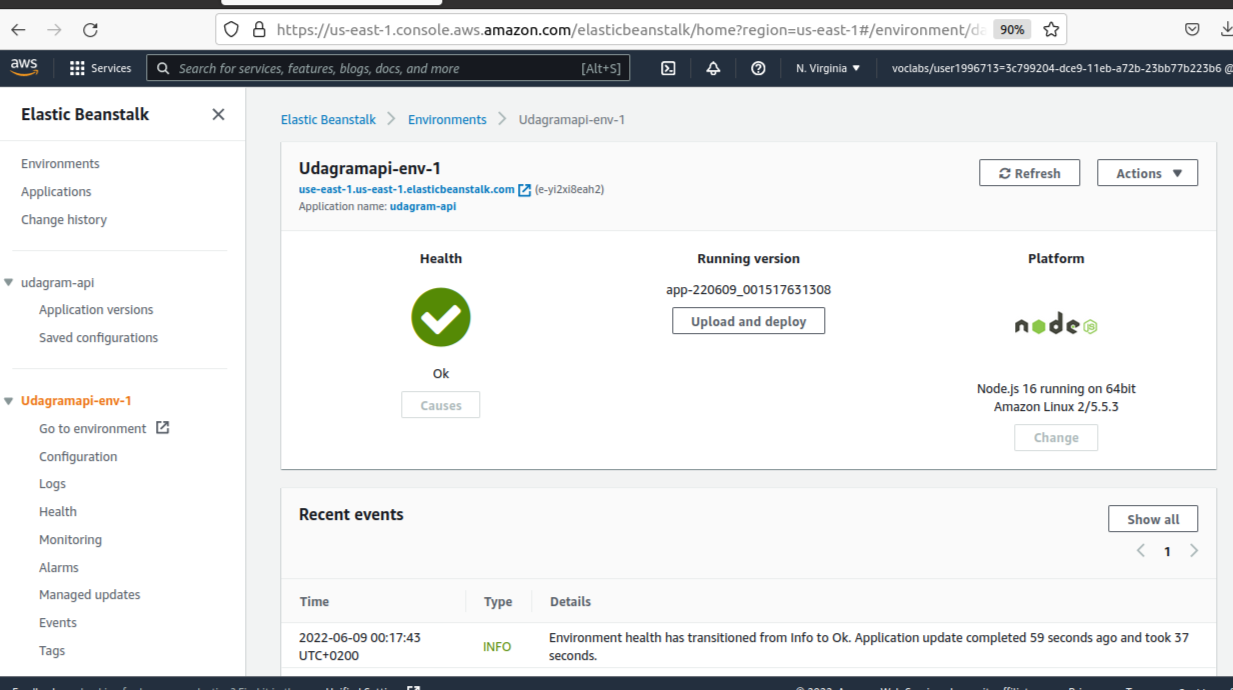 https://us-east-1.console.aws.amazon.com/elasticbeanstalk/home?region=us-east-1#/environment/da
90%
aws
Services
Search for services, features, blogs, docs, and more
[Alt+S]
N. Virginia
voclabs/user1996713=3c799204-dce9-11eb-a72b-23bb77b223b6 @
Elastic Beanstalk
Environments
Applications
Change history
udagram-api
Application versions
Saved configurations
Udagramapi-env-1
Go to environment
Configuration
Logs
Health
Monitoring
Alarms
Managed updates
Events
Tags
Elastic Beanstalk > Environments > Udagramapi-env-1
Udagramapi-env-1
use-east-1.us-east-1.elasticbeanstalk.com (e-yi2xi8eah2)
Application name: udagram-api
Refresh
Actions
Health
Ok
Causes
Running version
app-220609_001517631308
Upload and deploy
Platform
node JS
Node.js 16 running on 64bit
Amazon Linux 2/5.5.3
Change
Recent events
Show all
1
Time Type Details
2022-06-09 00:17:43
UTC+0200
INFO
Environment health has transitioned from Info to Ok. Application update completed 59 seconds ago and took 37
seconds.